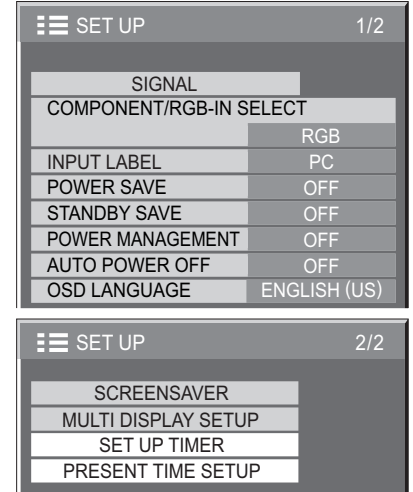 SET UP 1/2
SIGNAL
COMPONENT/RGB-IN SELECT
RGB
INPUT LABEL PC
POWER SAVE OFF
STANDBY SAVE OFF
POWER MANAGEMENT OFF
AUTO POWER OFF OFF
OSD LANGUAGE ENGLISH (US)
SET UP 2/2
SCREENSAVER
MULTI DISPLAY SETUP
SET UP TIMER
PRESENT TIME SETUP